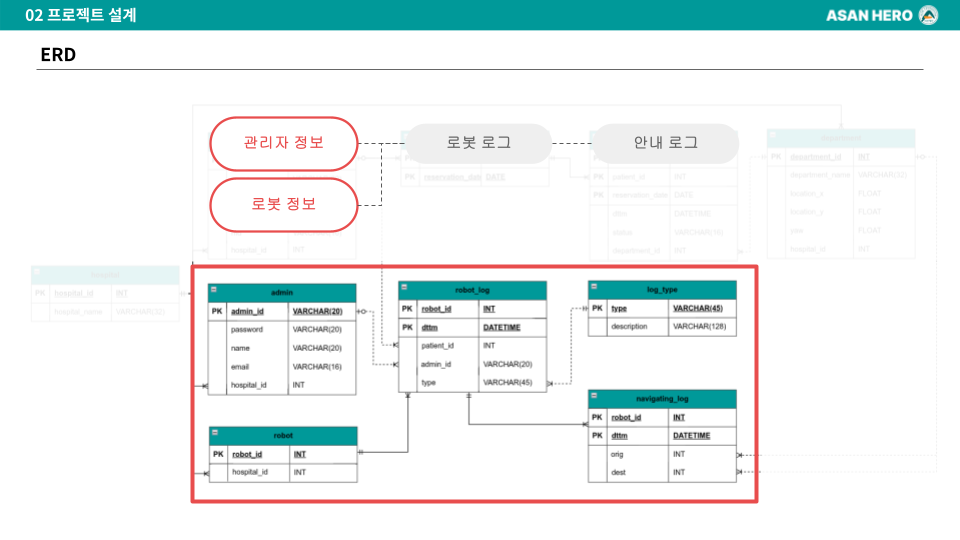 02 프로젝트 설계
ASAN HERO
ERD
관리자 정보
로봇 로그
안내 로그
로봇 정보
department
PK department_id INT
department_name VARCHAR(20)
location_x FLOAT
location_y FLOAT
yaw FLOAT
hospital_id INT
PK reservation_date DATE
patient_id INT
PK reservation_date DATE
dttm DATETIME
status VARCHAR(16)
department_id INT
hospital_id INT
hospital
PK hospital_id INT
hospital_name VARCHAR(32)
admin
PK admin_id VARCHAR(20)
password VARCHAR(20)
name VARCHAR(20)
email VARCHAR(16)
hospital_id INT
robot_log
PK robot_id INT
PK dttm DATETIME
patient_id INT
admin_id VARCHAR(20)
type VARCHAR(45)
log_type
PK type VARCHAR(45)
description VARCHAR(128)
robot
PK robot_id INT
hospital_id INT
navigating_log
PK robot_id INT
PK dttm DATETIME
orig INT
dest INT